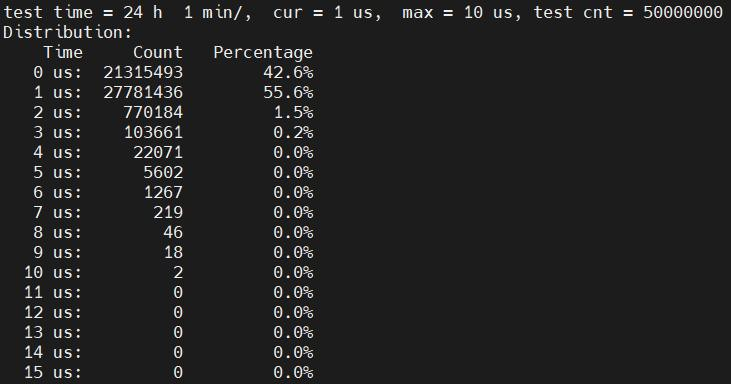 test time = 24 h  1 min/,  cur = 1 us,  max = 10 us, test cnt = 50000000
Distribution:
    Time     Count   Percentage
   0 us:  21315493        42.6%
   1 us:  27781436        55.6%
   2 us:    770184         1.5%
   3 us:    103661         0.2%
   4 us:     22071         0.0%
   5 us:      5602         0.0%
   6 us:      1267         0.0%
   7 us:       219         0.0%
   8 us:        46         0.0%
   9 us:        18         0.0%
  10 us:         2         0.0%
  11 us:         0         0.0%
  12 us:         0         0.0%
  13 us:         0         0.0%
  14 us:         0         0.0%
  15 us:         0         0.0%